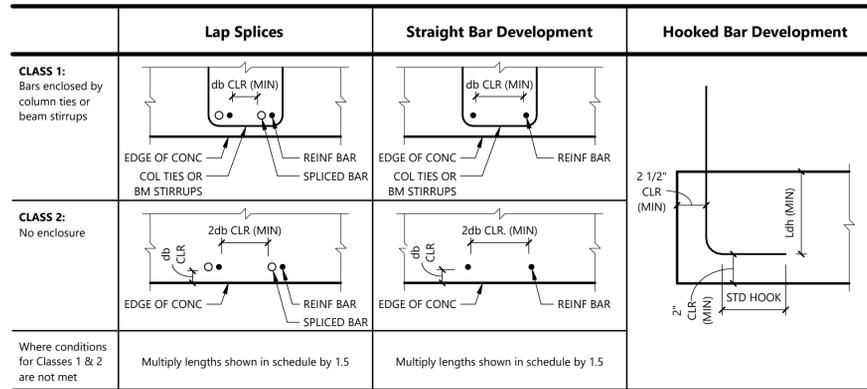 Lap Splices
Straight Bar Development
Hooked Bar Development
CLASS 1:
Bars enclosed by
column ties or
beam stirrups
db CLR (MIN)
EDGE OF CONC
COL TIES OR
BM STIRRUPS
REINF BAR
SPLICED BAR
db CLR (MIN)
EDGE OF CONC
COL TIES OR
BM STIRRUPS
REINF BAR
2 1/2"
CLR
(MIN)
Ldh (MIN)
2"
CLR
(MIN)
STD HOOK
CLASS 2:
No enclosure
2db CLR (MIN)
db
CLR
EDGE OF CONC
REINF BAR
SPLICED BAR
2db CLR. (MIN)
db
CLR
EDGE OF CONC
REINF BAR
Where conditions
for Classes 1 & 2
are not met
Multiply lengths shown in schedule by 1.5
Multiply lengths shown in schedule by 1.5